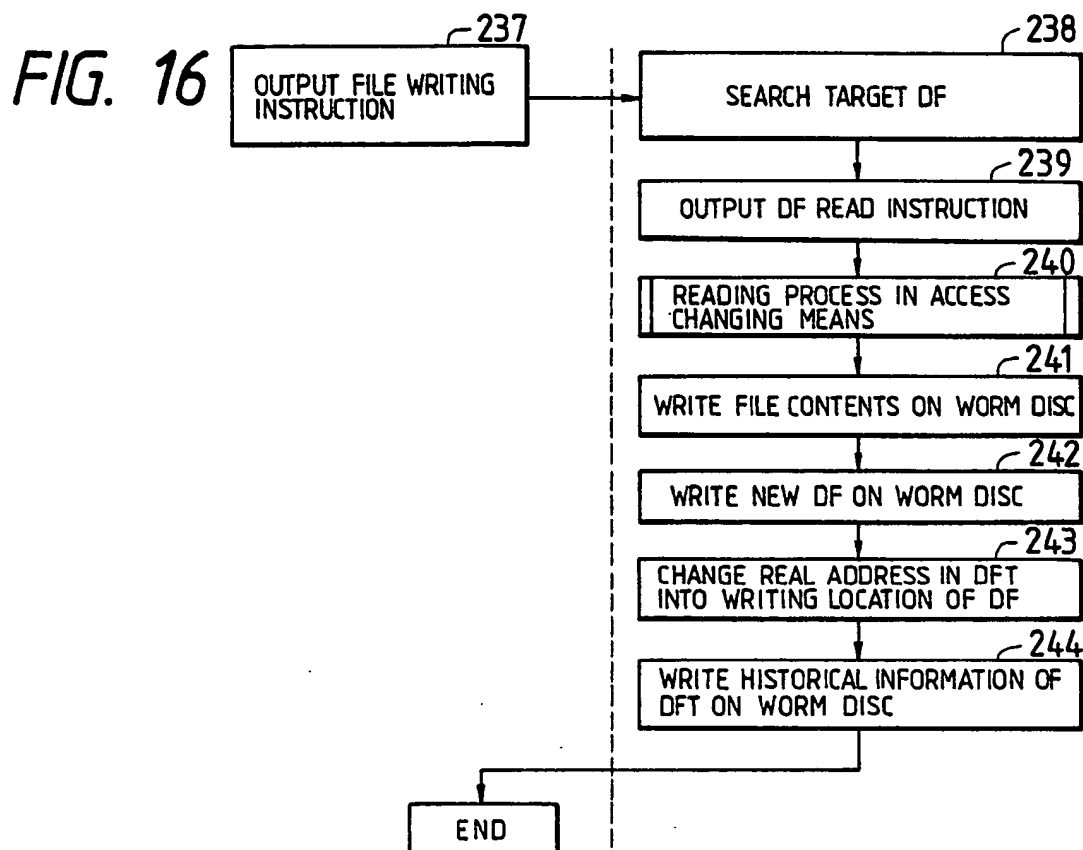 FIG. 16
237
OUTPUT FILE WRITING
INSTRUCTION
238
SEARCH TARGET DF
239
OUTPUT DF READ INSTRUCTION
240
READING PROCESS IN ACCESS
CHANGING MEANS
241
WRITE FILE CONTENTS ON WORM DISC
242
WRITE NEW DF ON WORM DISC
243
CHANGE REAL ADDRESS IN DFT
INTO WRITING LOCATION OF DF
244
WRITE HISTORICAL INFORMATION OF
DFT ON WORM DISC
END